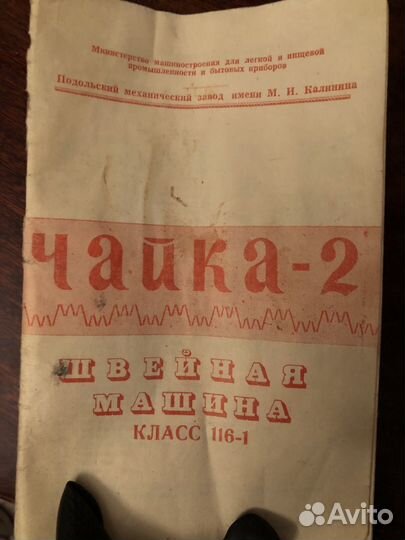 Министерство машиностроения для легкой и пищевой
промышленности и бытовых приборов
Подольский механический завод имени М. И. Калинина
Чайка-2
ШВЕЙНАЯ
МАШИНА
КЛАСС 116-1
Avito